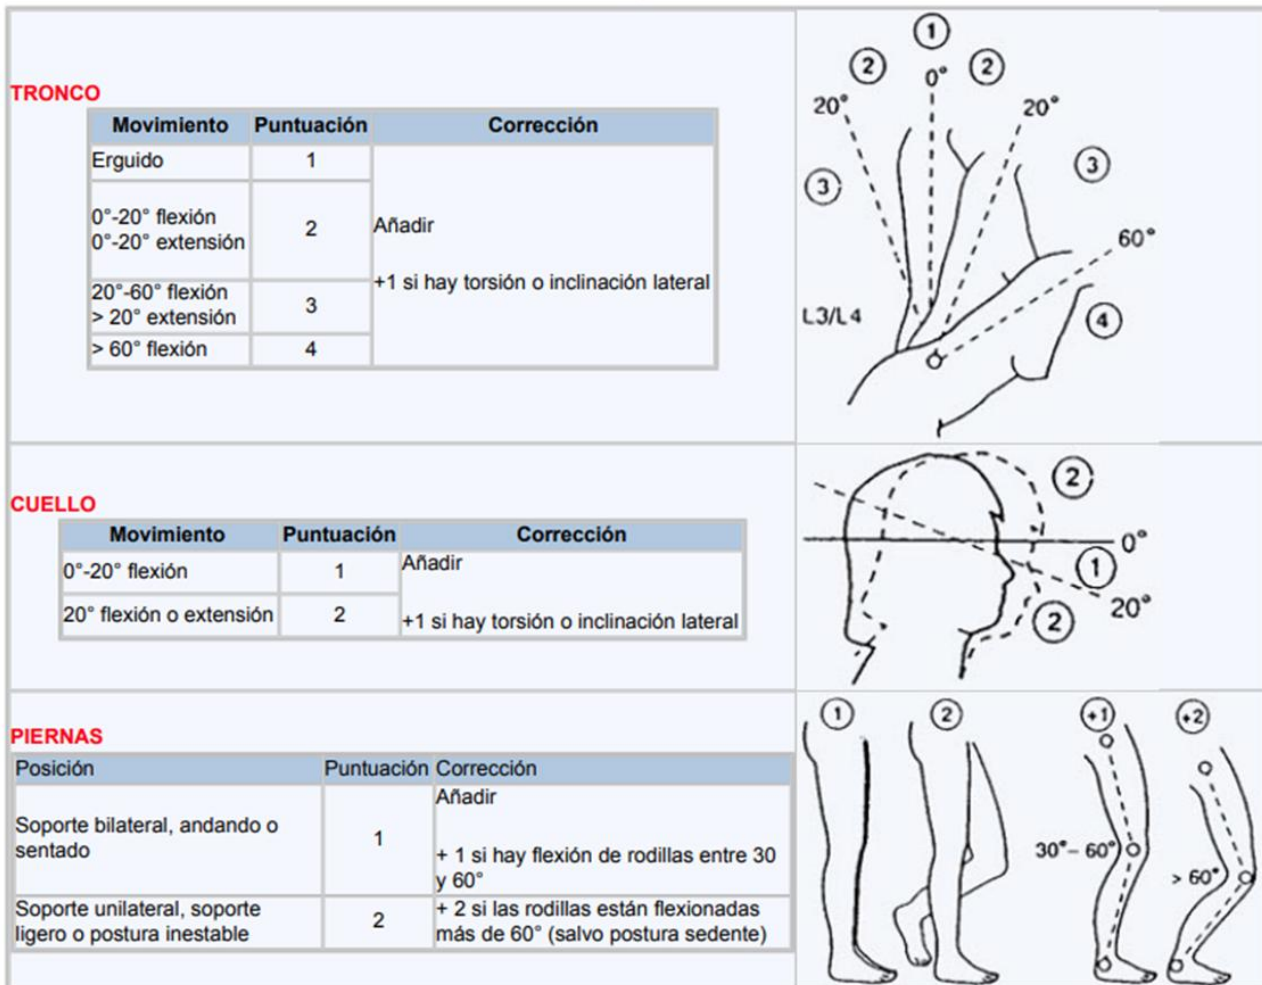 TRONCO
Movimiento Puntuación Corrección
Erguido 1
0°-20° flexión
0°-20° extensión
2
Añadir
+1 si hay torsión o inclinación lateral
20°-60° flexión
> 20° extensión
3
> 60° flexión 4
1
2
0°
2
20°
20°
3
3
60°
L3/L4
4
CUELLO
Movimiento Puntuación Corrección
0°-20° flexión 1
20° flexión o extensión 2
Añadir
+1 si hay torsión o inclinación lateral
2
0°
1
20°
2
PIERNAS
Posición Puntuación Corrección
Soporte bilateral, andando o
sentado
1
Añadir
+ 1 si hay flexión de rodillas entre 30
y 60°
Soporte unilateral, soporte
ligero o postura inestable
2
+ 2 si las rodillas están flexionadas
más de 60° (salvo postura sedente)
1
2
+1
+2
30°– 60°
> 60°